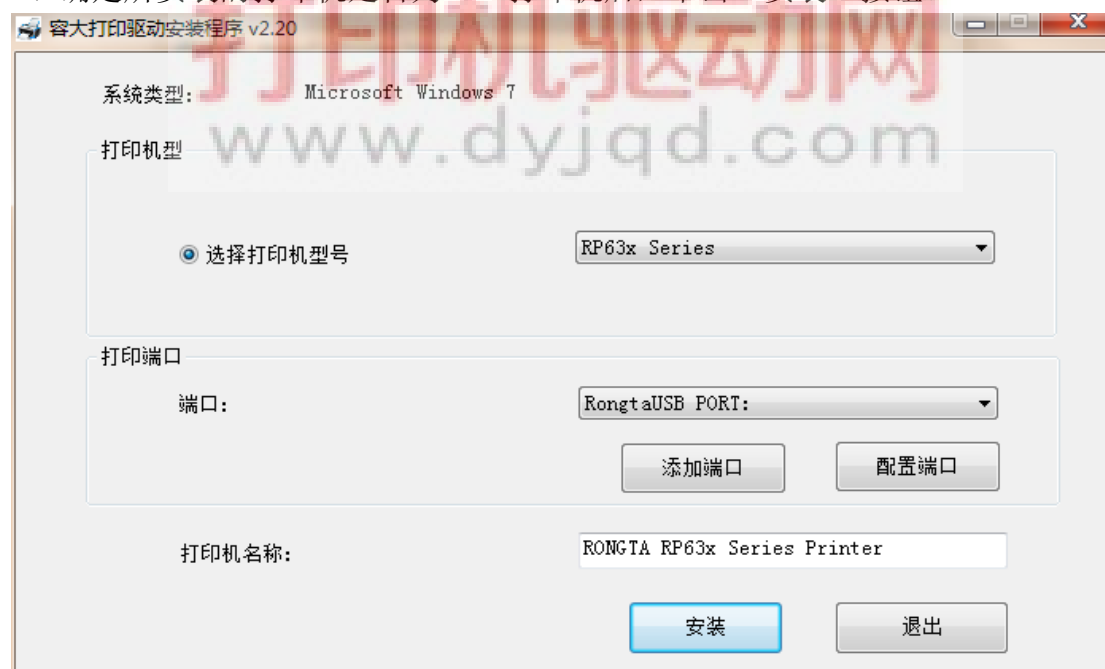 容大打印驱动安装程序 v2.20
打印机驱动网
系统类型: Microsoft Windows 7
www.dyjqd.com
打印机型
选择打印机型号 RP63x Series
打印端口
端口: RongtaUSB PORT:
添加端口 配置端口
打印机名称: RONGTA RP63x Series Printer
安装 退出